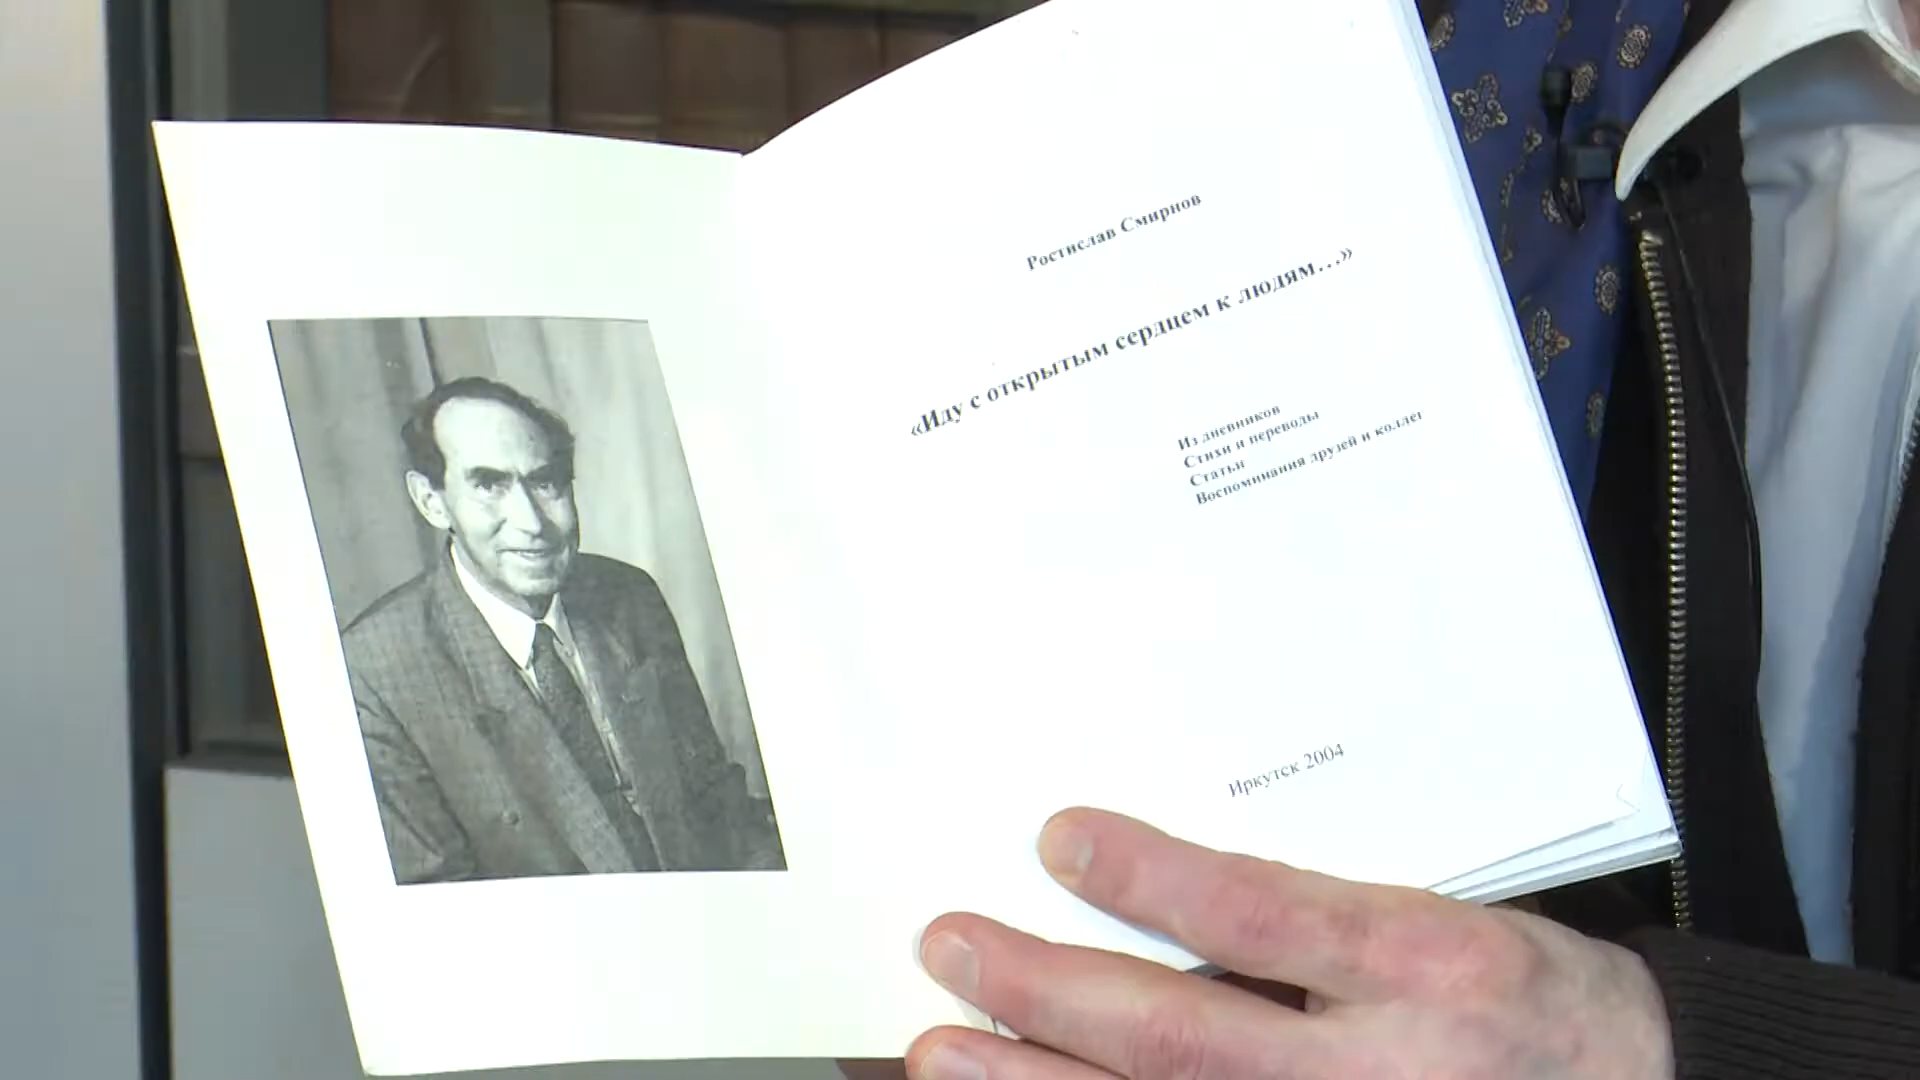 Ростислав Смирнов
«Иду с открытым сердцем к людям…»
Из дневников
Стихи и переводы
Статьи
Воспоминания друзей и коллег
Иркутск 2004